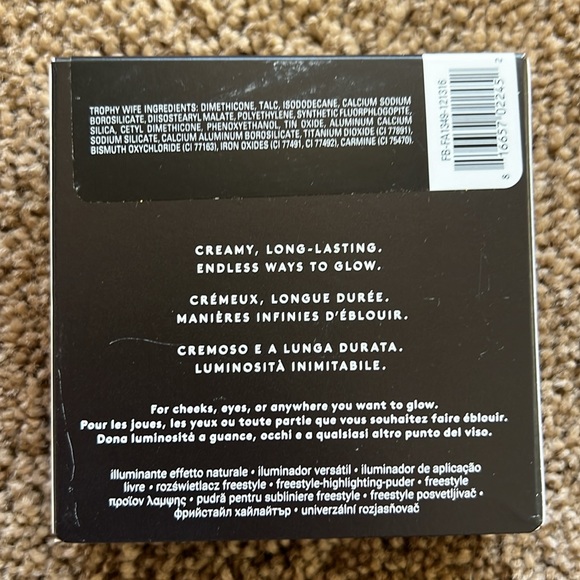 TROPHY WIFE INGREDIENTS: DIMETHICONE, TALC, ISODODECANE, CALCIUM SODIUM
BOROSILICATE, DIISOSTEARYL MALATE, POLYETHYLENE, SYNTHETIC FLUORPHLOGOPITE,
SILICA, CETYL DIMETHICONE, PHENOXYETHANOL, TIN OXIDE, ALUMINUM CALCIUM
SODIUM SILICATE, CALCIUM ALUMINUM BOROSILICATE, TITANIUM DIOXIDE (CI 77891),
BISMUTH OXYCHLORIDE (CI 77163), IRON OXIDES (CI 77491, CI 77492), CARMINE (CI 75470).
FB-FA1349-121316
8 16657 02245 2
CREAMY, LONG-LASTING.
ENDLESS WAYS TO GLOW.
CRÉMEUX, LONGUE DURÉE.
MANIÈRES INFINIES D'ÉBLOUIR.
CREMOSO E A LUNGA DURATA.
LUMINOSITÀ INIMITABILE.
For cheeks, eyes, or anywhere you want to glow.
Pour les joues, les yeux ou toute partie que vous souhaitez faire éblouir.
Dona luminosità a guance, occhi e a qualsiasi altro punto del viso.
illuminante effetto naturale • iluminador versátil • iluminador de aplicação
livre • rozświetlacz freestyle • freestyle-highlighting-puder • freestyle
προϊον λαμψης • pudră pentru subliniere freestyle • freestyle posvetljivač •
фрийстайл хайлайтър • univerzální rozjasňovač